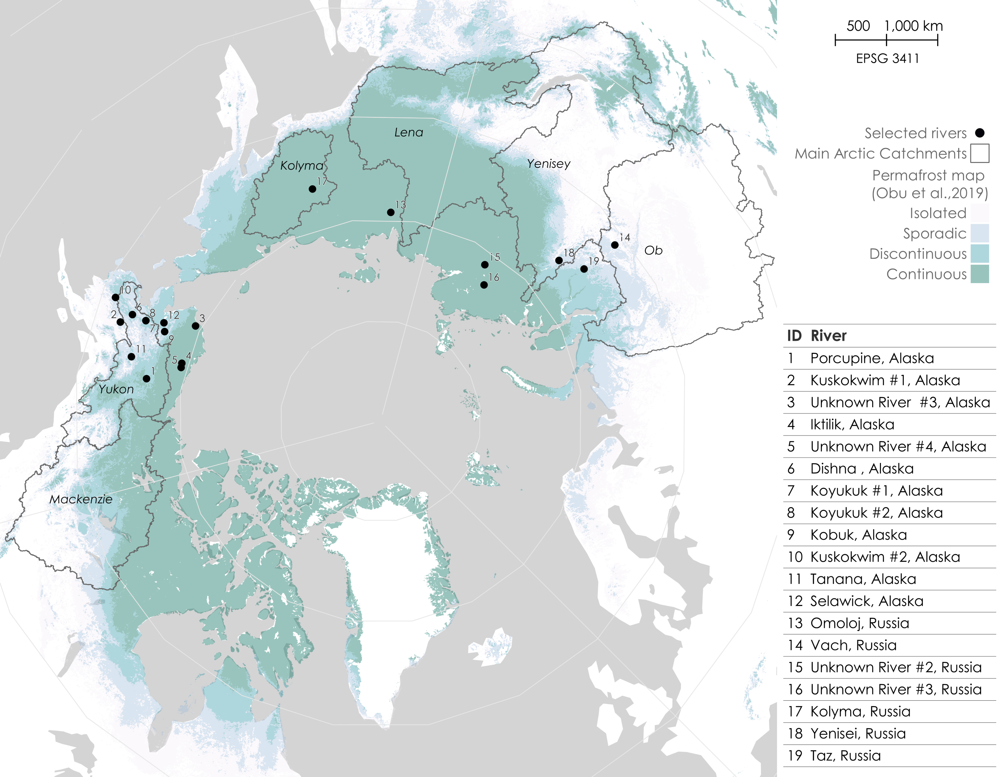 500 1,000 km
EPSG 3411
Selected rivers
Main Arctic Catchments
Permafrost map
(Obu et al.,2019)
Isolated
Sporadic
Discontinuous
Continuous
Lena
Kolyma
Yenisey
17
13
14
Ob
18
15
19
16
10
6
2
8
12
3
7
9
11
4
5
1
Yukon
Mackenzie
ID River
1 Porcupine, Alaska
2 Kuskokwim #1, Alaska
3 Unknown River #3, Alaska
4 Iktilik, Alaska
5 Unknown River #4, Alaska
6 Dishna , Alaska
7 Koyukuk #1, Alaska
8 Koyukuk #2, Alaska
9 Kobuk, Alaska
10 Kuskokwim #2, Alaska
11 Tanana, Alaska
12 Selawick, Alaska
13 Omoloj, Russia
14 Vach, Russia
15 Unknown River #2, Russia
16 Unknown River #3, Russia
17 Kolyma, Russia
18 Yenisei, Russia
19 Taz, Russia